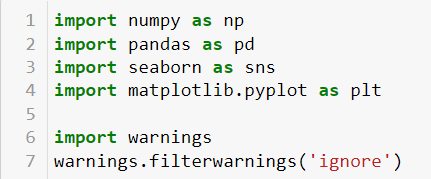 1 import numpy as np
2 import pandas as pd
3 import seaborn as sns
4 import matplotlib.pyplot as plt
5
6 import warnings
7 warnings.filterwarnings('ignore')